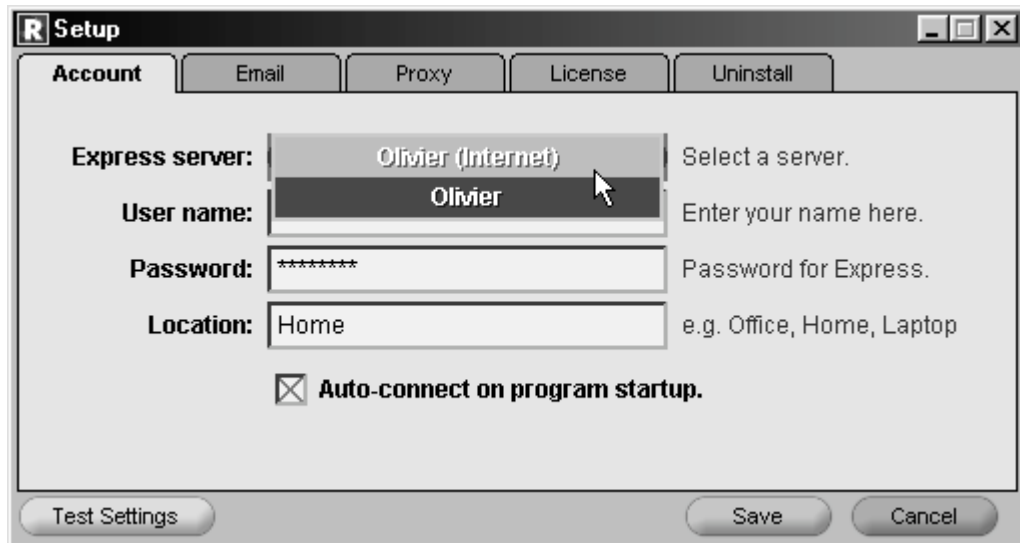 R Setup
Account Email Proxy License Uninstall
Express server: Olivier (Internet) Select a server.
Olivier
User name: Enter your name here.
Password: ******** Password for Express.
Location: Home e.g. Office, Home, Laptop
Auto-connect on program startup.
Test Settings Save Cancel